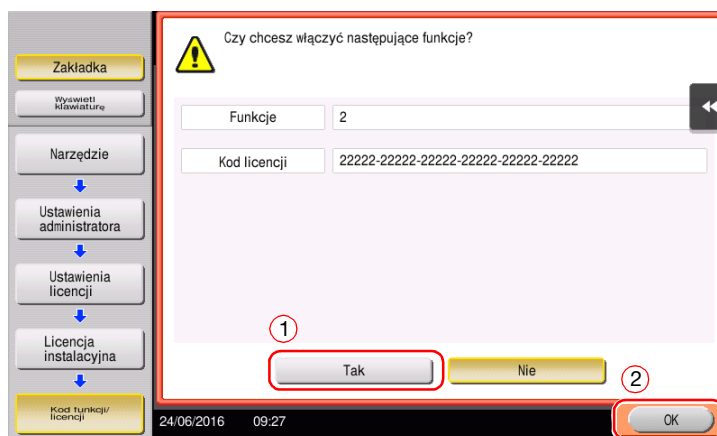 Zakładka
Wyświetl
klawiaturę
Narzędzie
Ustawienia
administratora
Ustawienia
licencji
Licencja
instalacyjna
Kod funkcji/
licencji
Czy chcesz włączyć następujące funkcje?
Funkcje
2
Kod licencji
22222-22222-22222-22222-22222-22222
1
Tak
Nie
2
24/06/2016 09:27
OK